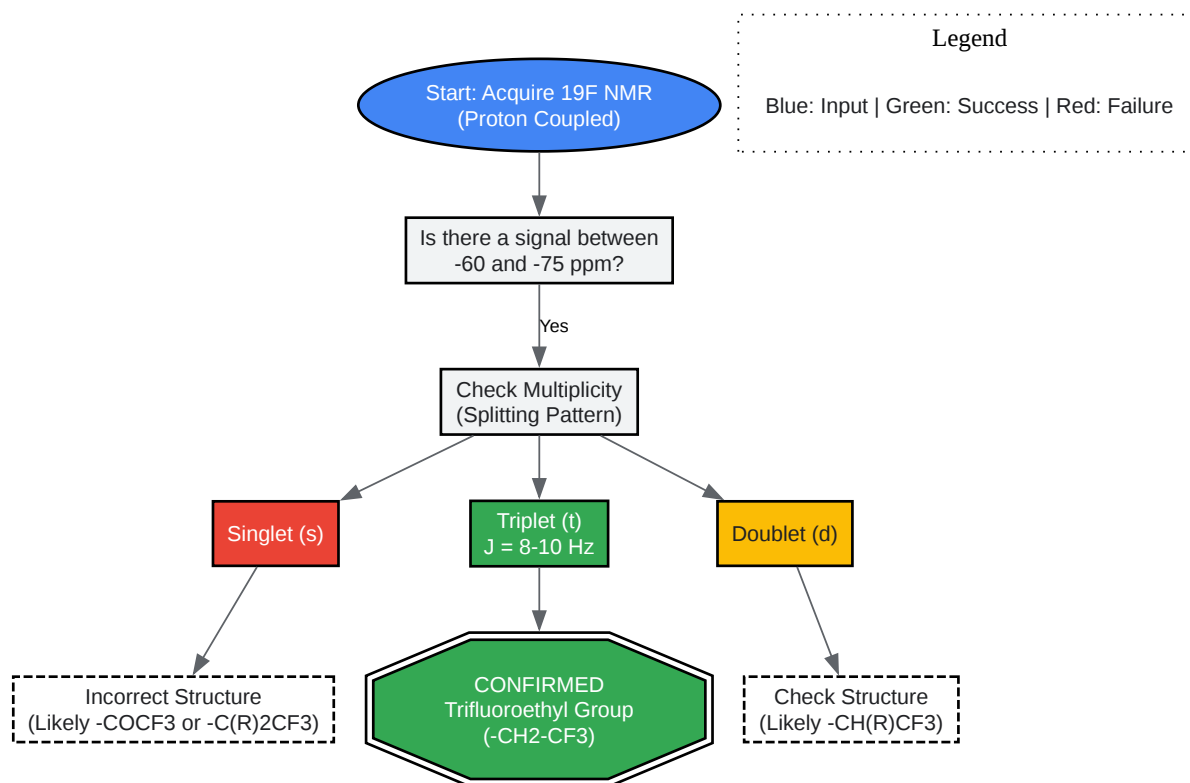 Legend
Blue: Input | Green: Success | Red: Failure
Start: Acquire 19F NMR
(Proton Coupled)
Is there a signal between
-60 and -75 ppm?
Yes
Check Multiplicity
(Splitting Pattern)
Singlet (s)
Triplet (t)
J = 8-10 Hz
Doublet (d)
Incorrect Structure
(Likely -COCF3 or -C(R)2CF3)
CONFIRMED
Trifluoroethyl Group
(-CH2-CF3)
Check Structure
(Likely -CH(R)CF3)